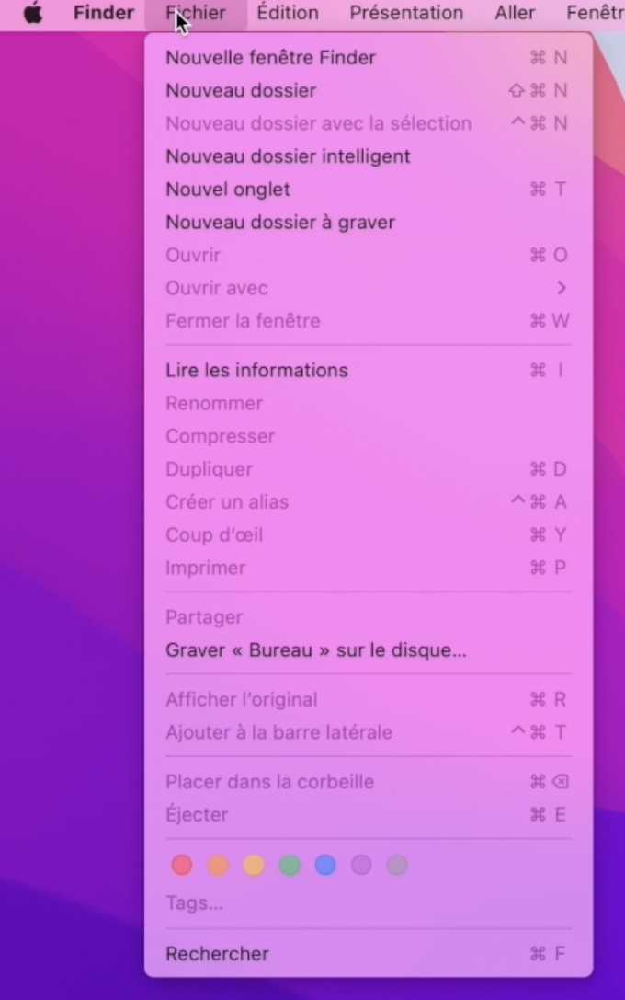 Finder Fichier Édition Présentation Aller Fenêtr
Nouvelle fenêtre Finder ⌘ N
Nouveau dossier ⇧⌘ N
Nouveau dossier avec la sélection ^⌘ N
Nouveau dossier intelligent
Nouvel onglet ⌘ T
Nouveau dossier à graver
Ouvrir ⌘ O
Ouvrir avec >
Fermer la fenêtre ⌘ W
Lire les informations ⌘ I
Renommer
Compresser
Dupliquer ⌘ D
Créer un alias ^⌘ A
Coup d’œil ⌘ Y
Imprimer ⌘ P
Partager
Graver « Bureau » sur le disque...
Afficher l’original ⌘ R
Ajouter à la barre latérale ^⌘ T
Placer dans la corbeille ⌘⌫
Éjecter ⌘ E
Tags...
Rechercher ⌘ F